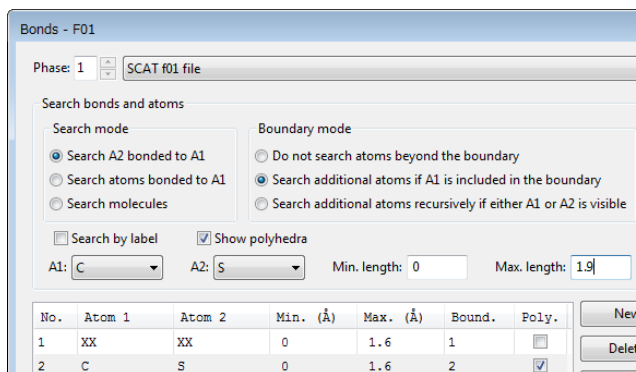 Bonds - F01
Phase: 1 SCAT f01 file
Search bonds and atoms
Search mode
Search A2 bonded to A1
Search atoms bonded to A1
Search molecules
Boundary mode
Do not search atoms beyond the boundary
Search additional atoms if A1 is included in the boundary
Search additional atoms recursively if either A1 or A2 is visible
Search by label Show polyhedra
A1: C A2: S Min. length: 0 Max. length: 1.9
No. Atom 1 Atom 2 Min. (Å) Max. (Å) Bound. Poly.
1 XX XX 0 1.6 1
2 C S 0 1.6 2
New
Delet